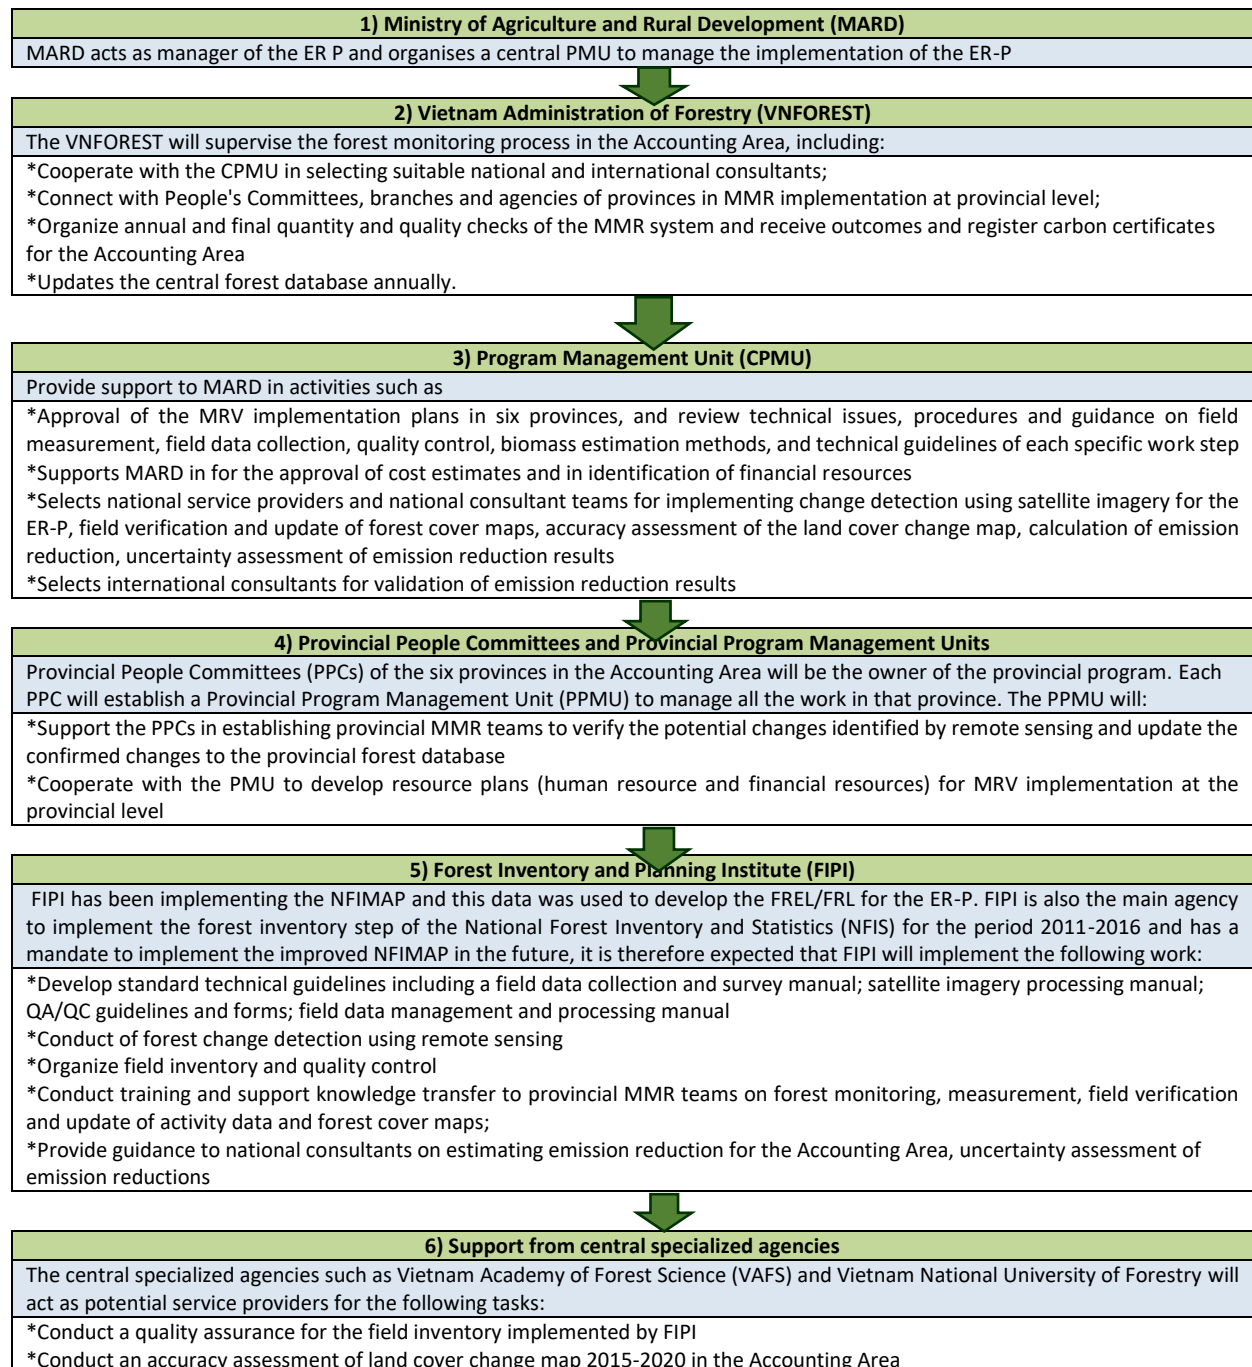 1) Ministry of Agriculture and Rural Development (MARD)
MARD acts as manager of the ER P and organises a central PMU to manage the implementation of the ER-P
2) Vietnam Administration of Forestry (VNFOREST)
The VNFOREST will supervise the forest monitoring process in the Accounting Area, including:
*Cooperate with the CPMU in selecting suitable national and international consultants;
*Connect with People's Committees, branches and agencies of provinces in MMR implementation at provincial level;
*Organize annual and final quantity and quality checks of the MMR system and receive outcomes and register carbon certificates
for the Accounting Area
*Updates the central forest database annually.
3) Program Management Unit (CPMU)
Provide support to MARD in activities such as
*Approval of the MRV implementation plans in six provinces, and review technical issues, procedures and guidance on field
measurement, field data collection, quality control, biomass estimation methods, and technical guidelines of each specific work step
*Supports MARD in for the approval of cost estimates and in identification of financial resources
*Selects national service providers and national consultant teams for implementing change detection using satellite imagery for the
ER-P, field verification and update of forest cover maps, accuracy assessment of the land cover change map, calculation of emission
reduction, uncertainty assessment of emission reduction results
*Selects international consultants for validation of emission reduction results
4) Provincial People Committees and Provincial Program Management Units
Provincial People Committees (PPCs) of the six provinces in the Accounting Area will be the owner of the provincial program. Each
PPC will establish a Provincial Program Management Unit (PPMU) to manage all the work in that province. The PPMU will:
*Support the PPCs in establishing provincial MMR teams to verify the potential changes identified by remote sensing and update the
confirmed changes to the provincial forest database
*Cooperate with the PMU to develop resource plans (human resource and financial resources) for MRV implementation at the
provincial level
5) Forest Inventory and Planning Institute (FIPI)
FIPI has been implementing the NFIMAP and this data was used to develop the FREL/FRL for the ER-P. FIPI is also the main agency
to implement the forest inventory step of the National Forest Inventory and Statistics (NFIS) for the period 2011-2016 and has a
mandate to implement the improved NFIMAP in the future, it is therefore expected that FIPI will implement the following work:
*Develop standard technical guidelines including a field data collection and survey manual; satellite imagery processing manual;
QA/QC guidelines and forms; field data management and processing manual
*Conduct of forest change detection using remote sensing
*Organize field inventory and quality control
*Conduct training and support knowledge transfer to provincial MMR teams on forest monitoring, measurement, field verification
and update of activity data and forest cover maps;
*Provide guidance to national consultants on estimating emission reduction for the Accounting Area, uncertainty assessment of
emission reductions
6) Support from central specialized agencies
The central specialized agencies such as Vietnam Academy of Forest Science (VAFS) and Vietnam National University of Forestry will
act as potential service providers for the following tasks:
*Conduct a quality assurance for the field inventory implemented by FIPI
*Conduct an accuracy assessment of land cover change map 2015-2020 in the Accounting Area